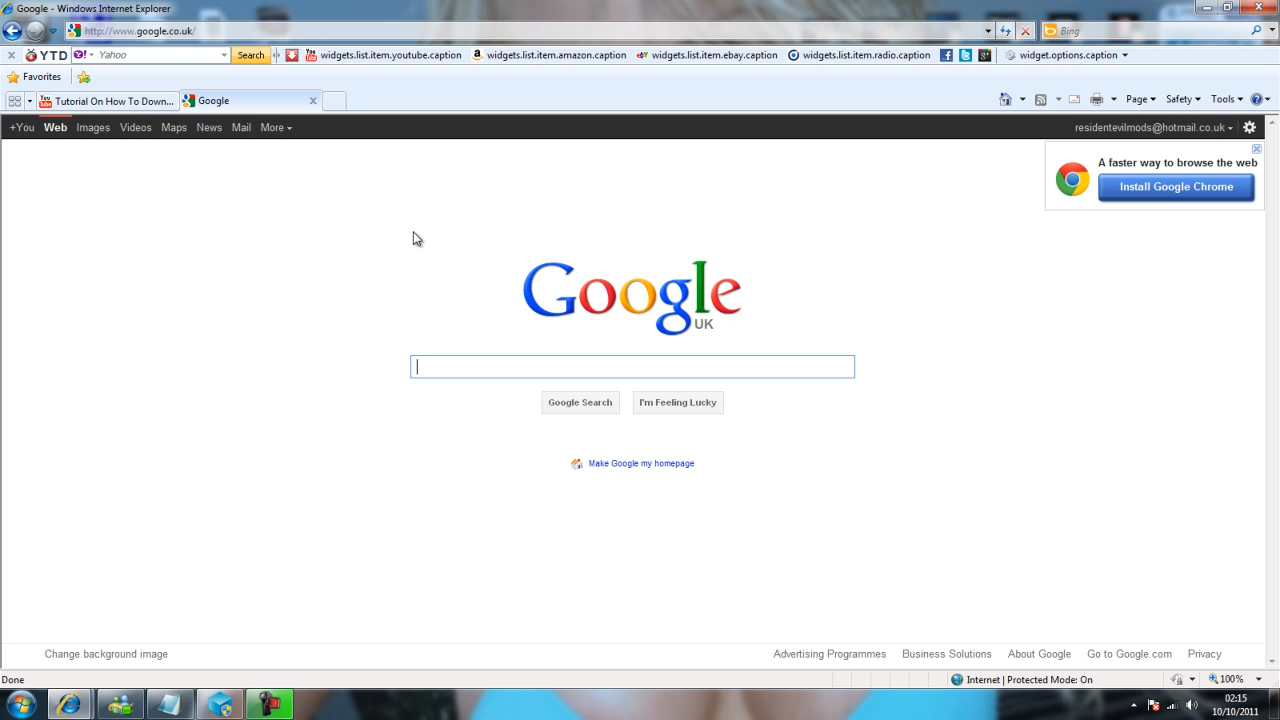 Google - Windows Internet Explorer
http://www.google.co.uk/
Bing
YTD Yahoo Search widgets.list.item.youtube.caption widgets.list.item.amazon.caption widgets.list.item.ebay.caption widgets.list.item.radio.caption widget.options.caption
Favorites
Tutorial On How To Down... Google
Page Safety Tools
+You Web Images Videos Maps News Mail More
residentevilmods@hotmail.co.uk
A faster way to browse the web
Install Google Chrome
Google
UK
Google Search I'm Feeling Lucky
Make Google my homepage
Change background image Advertising Programmes Business Solutions About Google Go to Google.com Privacy
Done Internet | Protected Mode: On 100%
02:15
10/10/2011